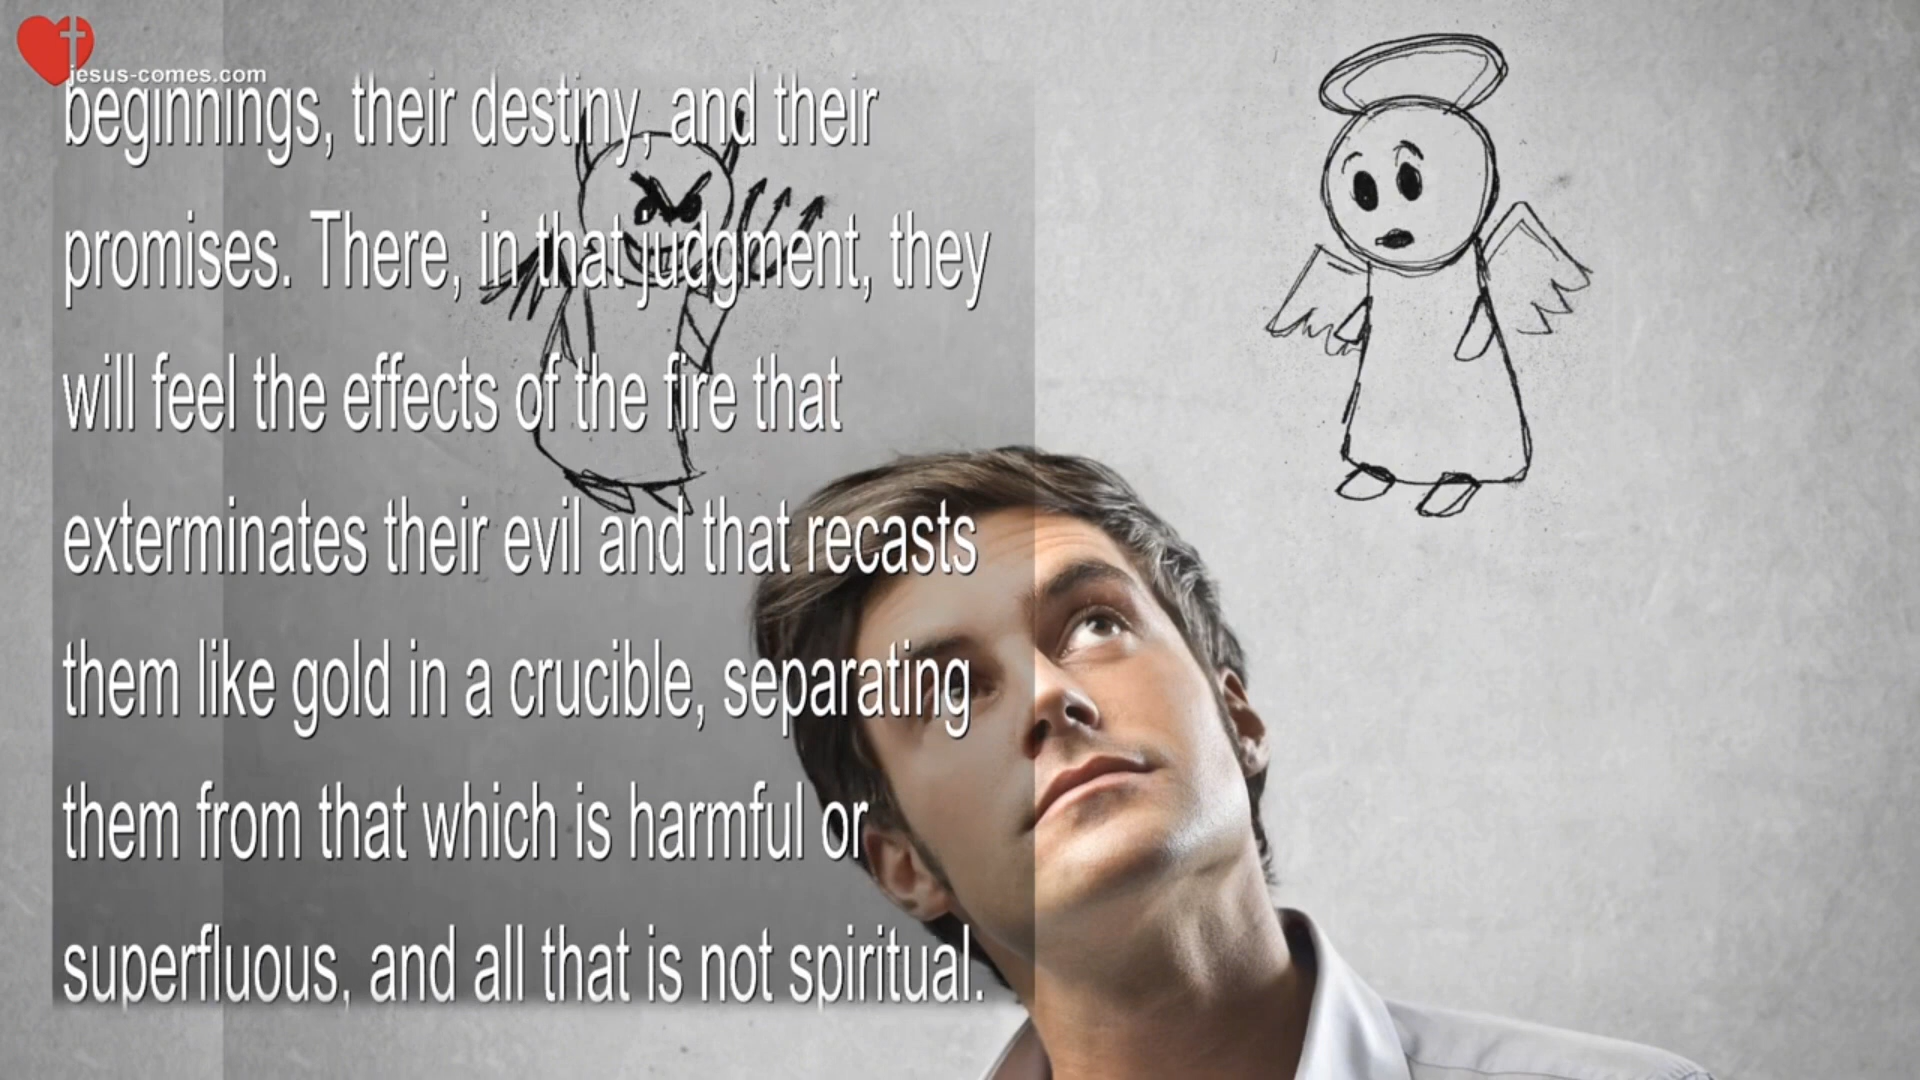 jesus-comes.com
beginnings, their destiny, and their
promises. There, in that judgment, they
will feel the effects of the fire that
exterminates their evil and that recasts
them like gold in a crucible, separating
them from that which is harmful or
superfluous, and all that is not spiritual.